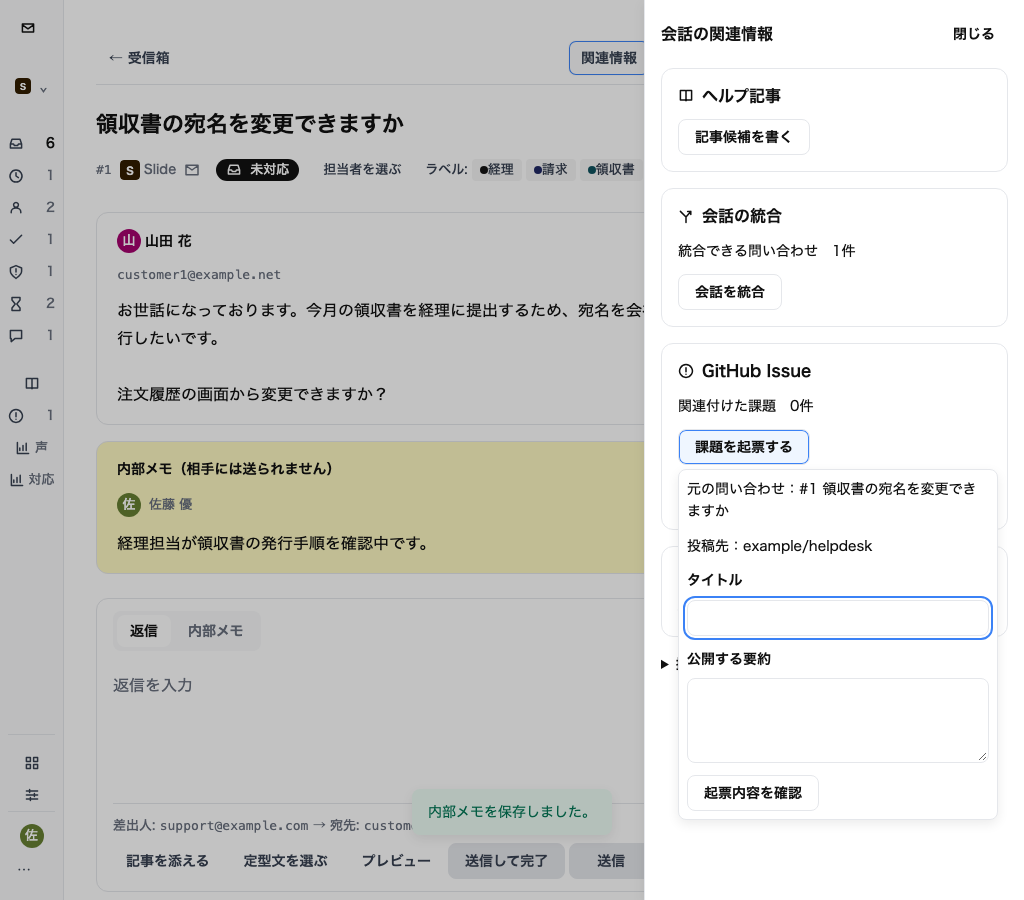 S
6
1
2
1
1
2
1
1
声
対応
佐
…
← 受信箱
関連情報
領収書の宛名を変更できますか
#1 S Slide 未対応 担当者を選ぶ ラベル: ●経理 ●請求 ●領収書
山 山田 花
customer1@example.net
お世話になっております。今月の領収書を経理に提出するため、宛名を会
行したいです。
注文履歴の画面から変更できますか？
内部メモ（相手には送られません）
佐 佐藤 優
経理担当が領収書の発行手順を確認中です。
返信 内部メモ
返信を入力
内部メモを保存しました。
差出人: support@example.com → 宛先: custom
記事を添える 定型文を選ぶ プレビュー 送信して完了 送信
会話の関連情報 閉じる
ヘルプ記事
記事候補を書く
会話の統合
統合できる問い合わせ 1件
会話を統合
GitHub Issue
関連付けた課題 0件
課題を起票する
元の問い合わせ：#1 領収書の宛名を変更でき
ますか
投稿先：example/helpdesk
タイトル
公開する要約
起票内容を確認